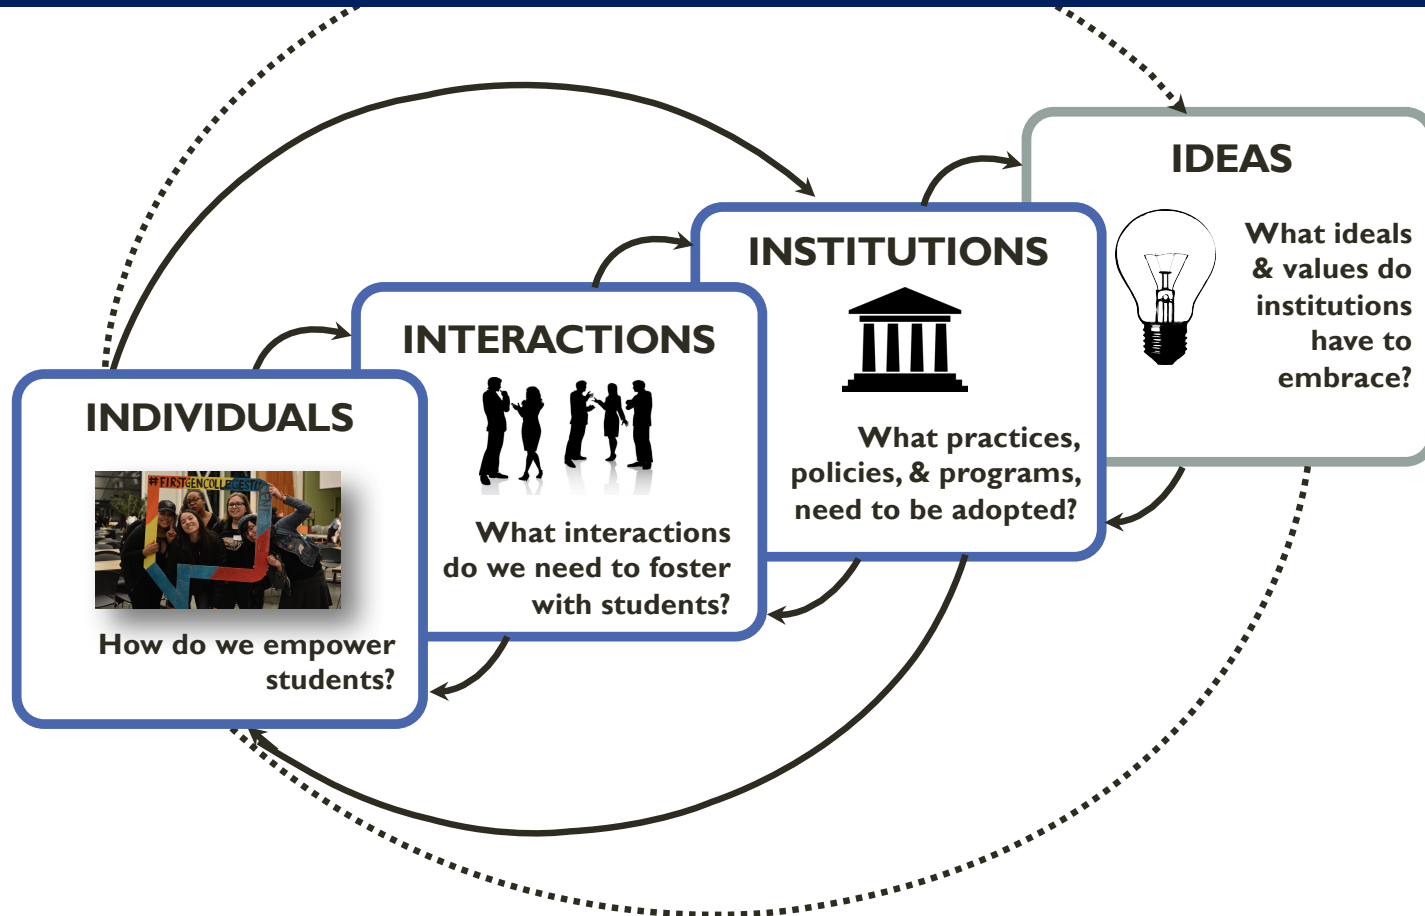 IDEAS
What ideals
& values do
institutions
have to
embrace?
INSTITUTIONS
What practices,
policies, & programs,
need to be adopted?
INTERACTIONS
What interactions
do we need to foster
with students?
INDIVIDUALS
#FIRSTGENCOLLEGESTUDENT
How do we empower
students?